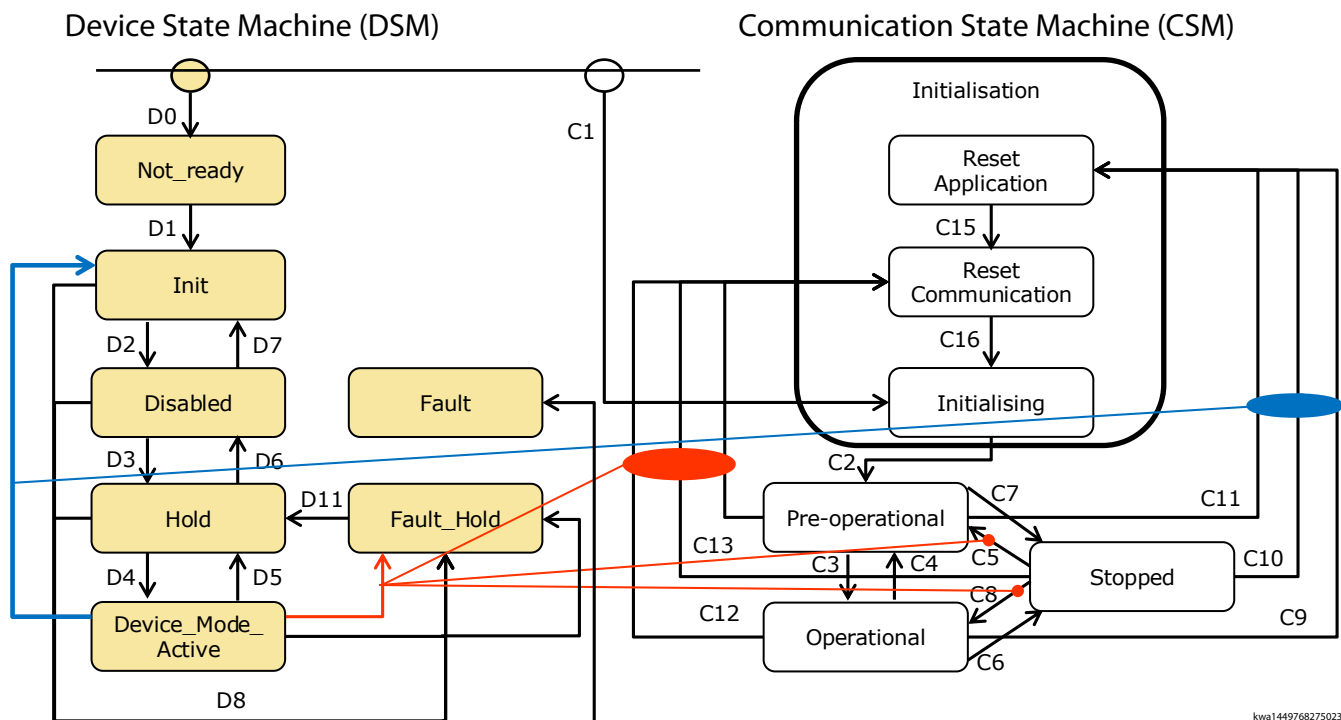 Device State Machine (DSM)
Communication State Machine (CSM)
Initialisation
D0
C1
Not_ready
Reset
Application
D1
C15
Init
Reset
Communication
D2
D7
C16
Disabled
Fault
Initialising
D3
D6
C2
D11
C7
C11
Hold
Fault_Hold
Pre-operational
C13
C5
D4
D5
C3
C4
Stopped
C10
C8
Device_Mode_
Active
C12
Operational
C9
C6
D8
kwa1449768275023